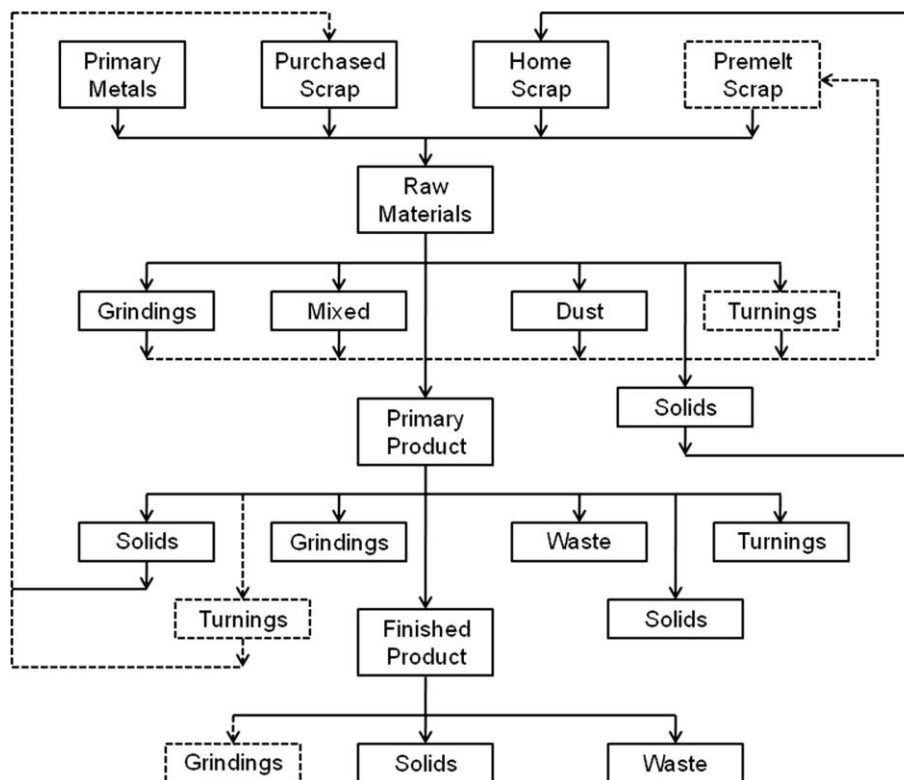 Primary
Metals
Purchased
Scrap
Home
Scrap
Premelt
Scrap
Raw
Materials
Grindings
Mixed
Dust
Turnings
Solids
Primary
Product
Solids
Grindings
Waste
Turnings
Turnings
Solids
Finished
Product
Grindings
Solids
Waste